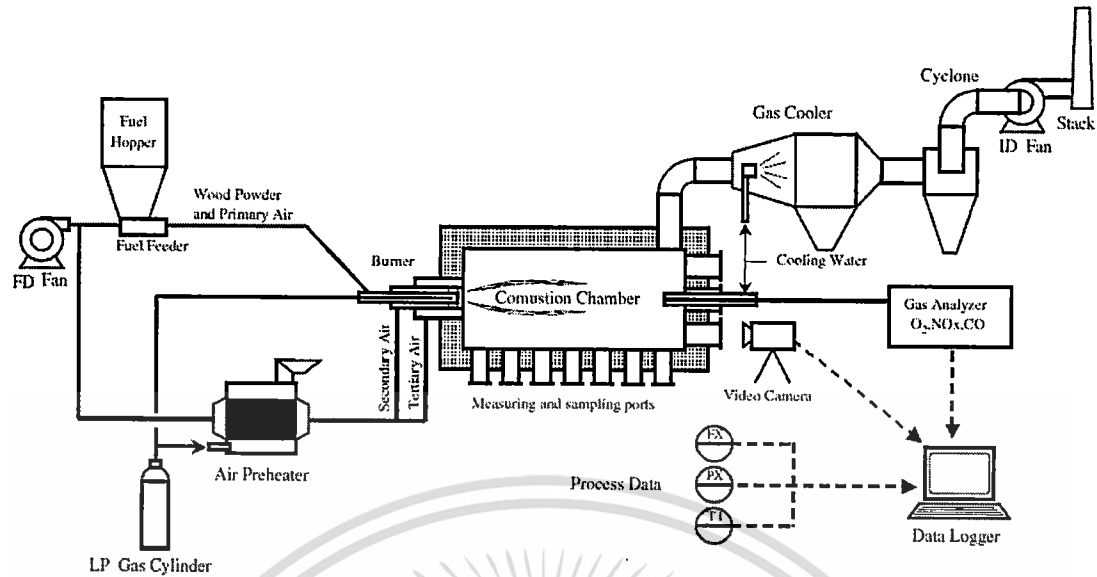 Cyclone
Gas Cooler
ID Fan
Stack
Fuel
Hopper
Wood Powder
and Primary Air
Fuel Feeder
FD Fan
Burner
Comustion Chamber
Cooling Water
Gas Analyzer
O₂.NOx,CO
Secondary Air
Tertiary Air
Measuring and sampling ports
Video Camera
Air Preheater
FX
Process Data
PX
LP Gas Cylinder
Data Logger